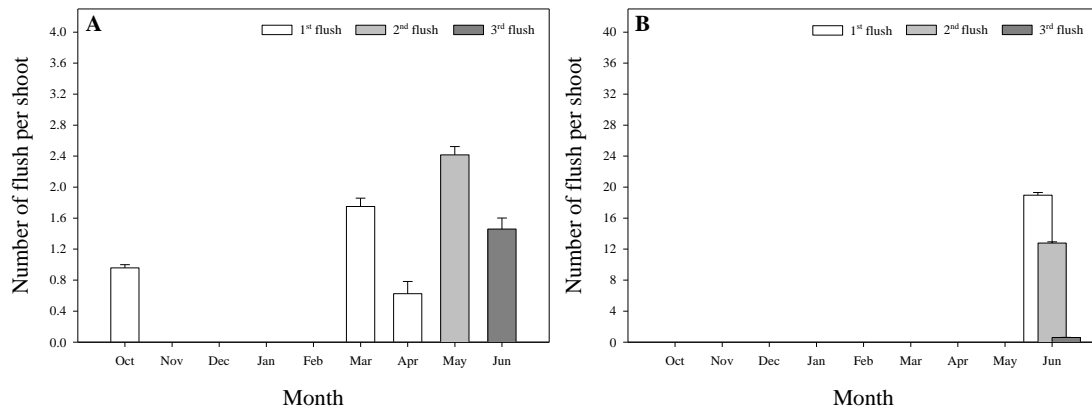 A
1st flush 2nd flush 3rd flush
Number of flush per shoot
4.0
3.6
3.2
2.8
2.4
2.0
1.6
1.2
0.8
0.4
0.0
Oct Nov Dec Jan Feb Mar Apr May Jun
Month
B
1st flush 2nd flush 3rd flush
Number of flush per shoot
40
36
32
28
24
20
16
12
8
4
0
Oct Nov Dec Jan Feb Mar Apr May Jun
Month